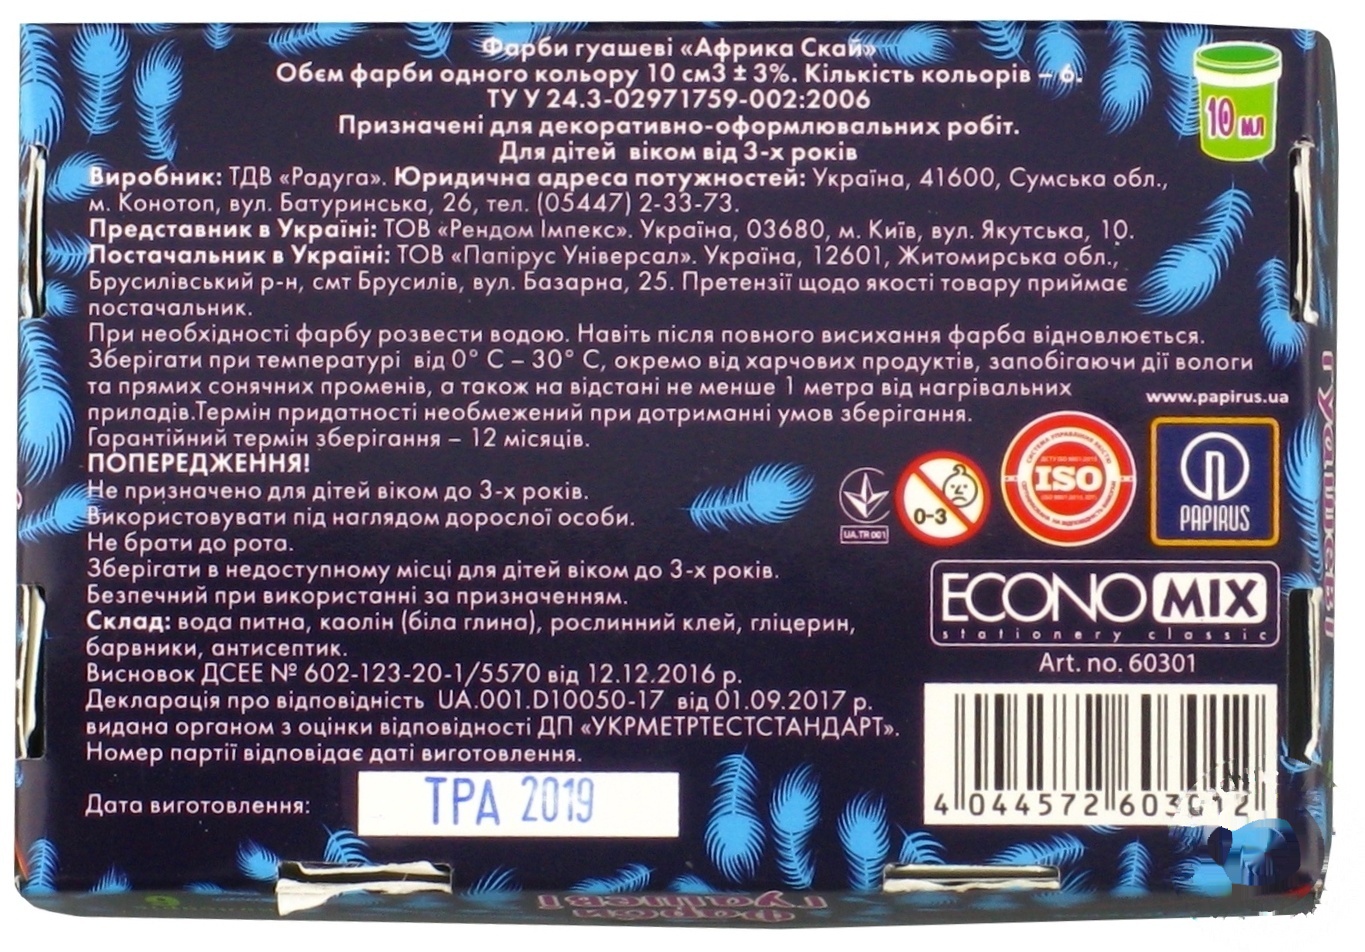 Фарби гуашеві «Африка Скай»
Обєм фарби одного кольору 10 см3 ± 3%. Кількість кольорів – 6.
ТУ У 24.3-02971759-002:2006
Призначені для декоративно-оформлювальних робіт.
Для дітей віком від 3-х років
10 мл
Виробник: ТДВ «Радуга». Юридична адреса потужностей: Україна, 41600, Сумська обл.,
м. Конотоп, вул. Батуринська, 26, тел. (05447) 2-33-73.
Представник в Україні: ТОВ «Рендом Імпекс». Україна, 03680, м. Київ, вул. Якутська, 10.
Постачальник в Україні: ТОВ «Папірус Універсал». Україна, 12601, Житомирська обл.,
Брусилівський р-н, смт Брусилів, вул. Базарна, 25. Претензії щодо якості товару приймає
постачальник.
При необхідності фарбу розвести водою. Навіть після повного висихання фарба відновлюється.
Зберігати при температурі від 0° С – 30° С, окремо від харчових продуктів, запобігаючи дії вологи
та прямих сонячних променів, а також на відстані не менше 1 метра від нагрівальних
приладів.Термін придатності необмежений при дотриманні умов зберігання.
Гарантійний термін зберігання – 12 місяців.
ПОПЕРЕДЖЕННЯ!
Не призначено для дітей віком до 3-х років.
Використовувати під наглядом дорослої особи.
Не брати до рота.
Зберігати в недоступному місці для дітей віком до 3-х років.
Безпечний при використанні за призначенням.
Склад: вода питна, каолін (біла глина), рослинний клей, гліцерин,
барвники, антисептик.
Висновок ДСЕЕ № 602-123-20-1/5570 від 12.12.2016 р.
Декларація про відповідність UA.001.D10050-17 від 01.09.2017 р.
видана органом з оцінки відповідності ДП «УКРМЕТРТЕСТСТАНДАРТ».
Номер партії відповідає даті виготовлення.
Дата виготовлення:
ТРА 2019
www.papirus.ua
UA.TR 001
0-3
СИСТЕМА УПРАВЛІННЯ ЯКІСТЮ
ISO
PAPIRUS
ECONOMIX
stationery classic
Art. no. 60301
4 044572 603012
Гуашеві
Фарби
Гуашеві